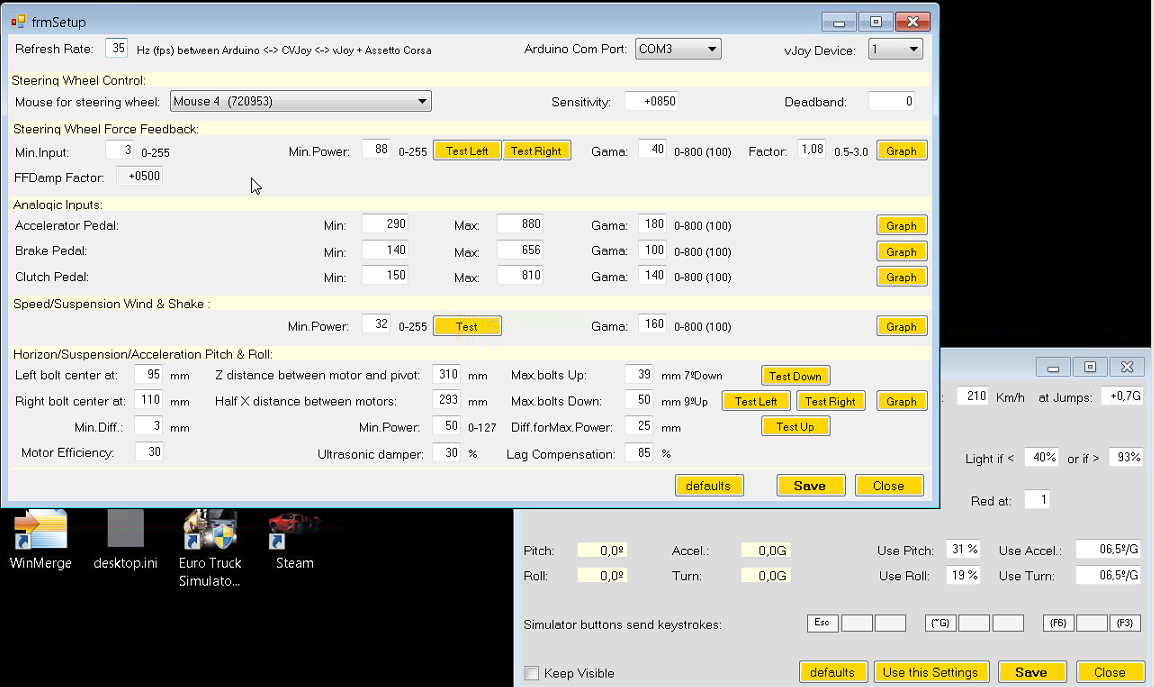 frmSetup
Refresh Rate: 35 Hz (fps) between Arduino <-> CVJoy <-> vJoy + Assetto Corsa Arduino Com Port: COM3 vJoy Device: 1
Steering Wheel Control:
Mouse for steering wheel: Mouse 4 (720953) Sensitivity: +0850 Deadband: 0
Steering Wheel Force Feedback:
Min.Input: 3 0-255 Min.Power: 88 0-255 Test Left Test Right Gama: 40 0-800 (100) Factor: 1,08 0.5-3.0 Graph
FFDamp Factor: +0500
Analogic Inputs:
Accelerator Pedal: Min: 290 Max: 880 Gama: 180 0-800 (100) Graph
Brake Pedal: Min: 140 Max: 656 Gama: 100 0-800 (100) Graph
Clutch Pedal: Min: 150 Max: 810 Gama: 140 0-800 (100) Graph
Speed/Suspension Wind & Shake :
Min.Power: 32 0-255 Test Gama: 160 0-800 (100) Graph
Horizon/Suspension/Acceleration Pitch & Roll:
Left bolt center at: 95 mm Z distance between motor and pivot: 310 mm Max.bolts Up: 39 mm 7ºDown Test Down
Right bolt center at: 110 mm Half X distance between motors: 293 mm Max.bolts Down: 50 mm 9ºUp Test Left Test Right Graph
Min.Diff.: 3 mm Min.Power: 50 0-127 Diff.forMax.Power: 25 mm Test Up
Motor Efficiency: 30 Ultrasonic damper: 30 % Lag Compensation: 85 %
defaults Save Close
: 210 Km/h at Jumps: +0,7G
Light if < 40% or if > 93%
Red at: 1
Pitch: 0,0º Accel.: 0,0G Use Pitch: 31 % Use Accel.: 06,5º/G
Roll: 0,0º Turn: 0,0G Use Roll: 19 % Use Turn: 06,5º/G
Simulator buttons send keystrokes: Esc (^G) {F6} {F3}
Keep Visible defaults Use this Settings Save Close
WinMerge desktop.ini Euro Truck Simulato... Steam